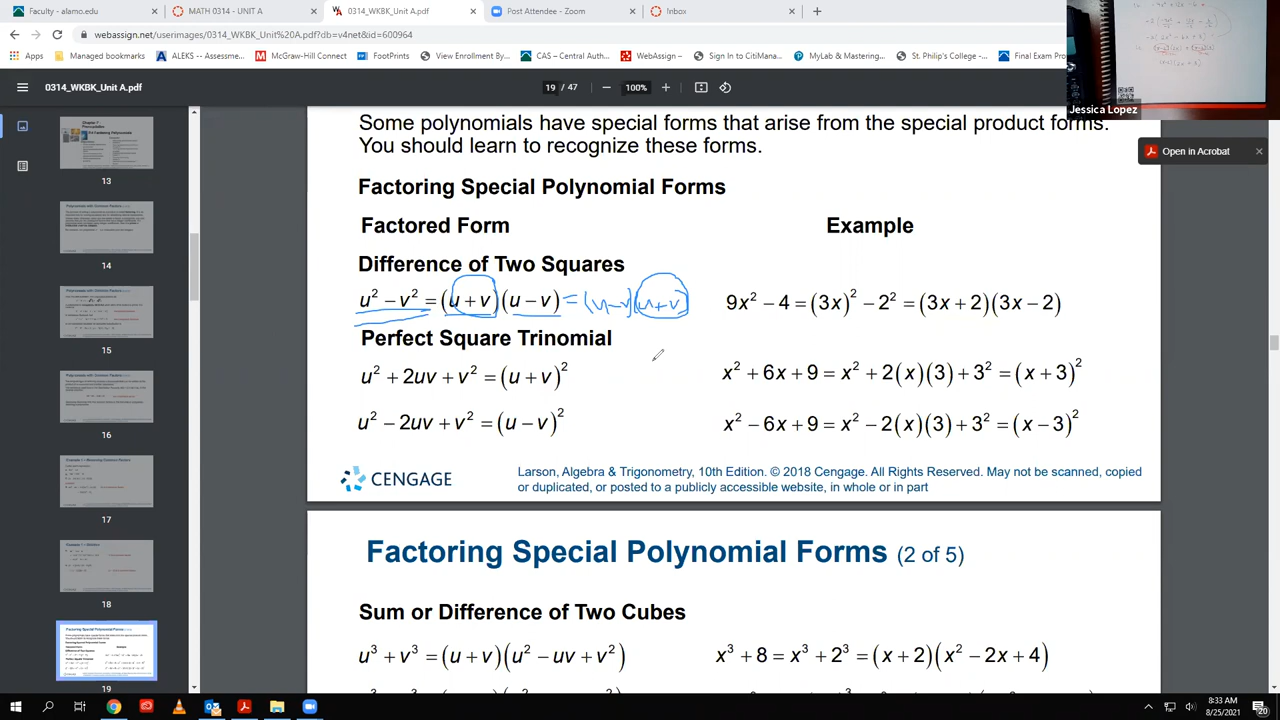 Faculty - alamo.edu
MATH 0314 - UNIT A
0314_WKBK_Unit A.pdf
Post Attendee - Zoom
Inbox
webassign.net/userimages/0314_WKBK_Unit%20A.pdf?db=v4net&id=600964
Apps
Managed bookmarks
ALEKS -- Assessme...
McGraw-Hill Connect
FootPrints
CAS – Central Auth...
WebAssign -
Sign In to CitiMana...
MyLab & Mastering...
St. Philip's College -...
Final Exam Pro
0314_WKBK_Unit A.pdf
19 / 47
100%
Jessica Lopez
Open in Acrobat
13
14
15
16
17
18
19
Some polynomials have special forms that arise from the special product forms.
You should learn to recognize these forms.
Factoring Special Polynomial Forms
Factored Form Example
Difference of Two Squares
u² − v² = (u + v)(u − v) = (u−v)(u+v) 9x² − 4 = (3x)² − 2² = (3x + 2)(3x − 2)
Perfect Square Trinomial
u² + 2uv + v² = (u + v)² x² + 6x + 9 = x² + 2(x)(3) + 3² = (x + 3)²
u² − 2uv + v² = (u − v)² x² − 6x + 9 = x² − 2(x)(3) + 3² = (x − 3)²
CENGAGE
Larson, Algebra & Trigonometry, 10th Edition. © 2018 Cengage. All Rights Reserved. May not be scanned, copied
or duplicated, or posted to a publicly accessible website, in whole or in part
Factoring Special Polynomial Forms (2 of 5)
Sum or Difference of Two Cubes
u³ + v³ = (u + v)(u² − uv + v²) x³ + 8 = x³ + 2³ = (x + 2)(x² − 2x + 4)
8:33 AM
8/25/2021
20